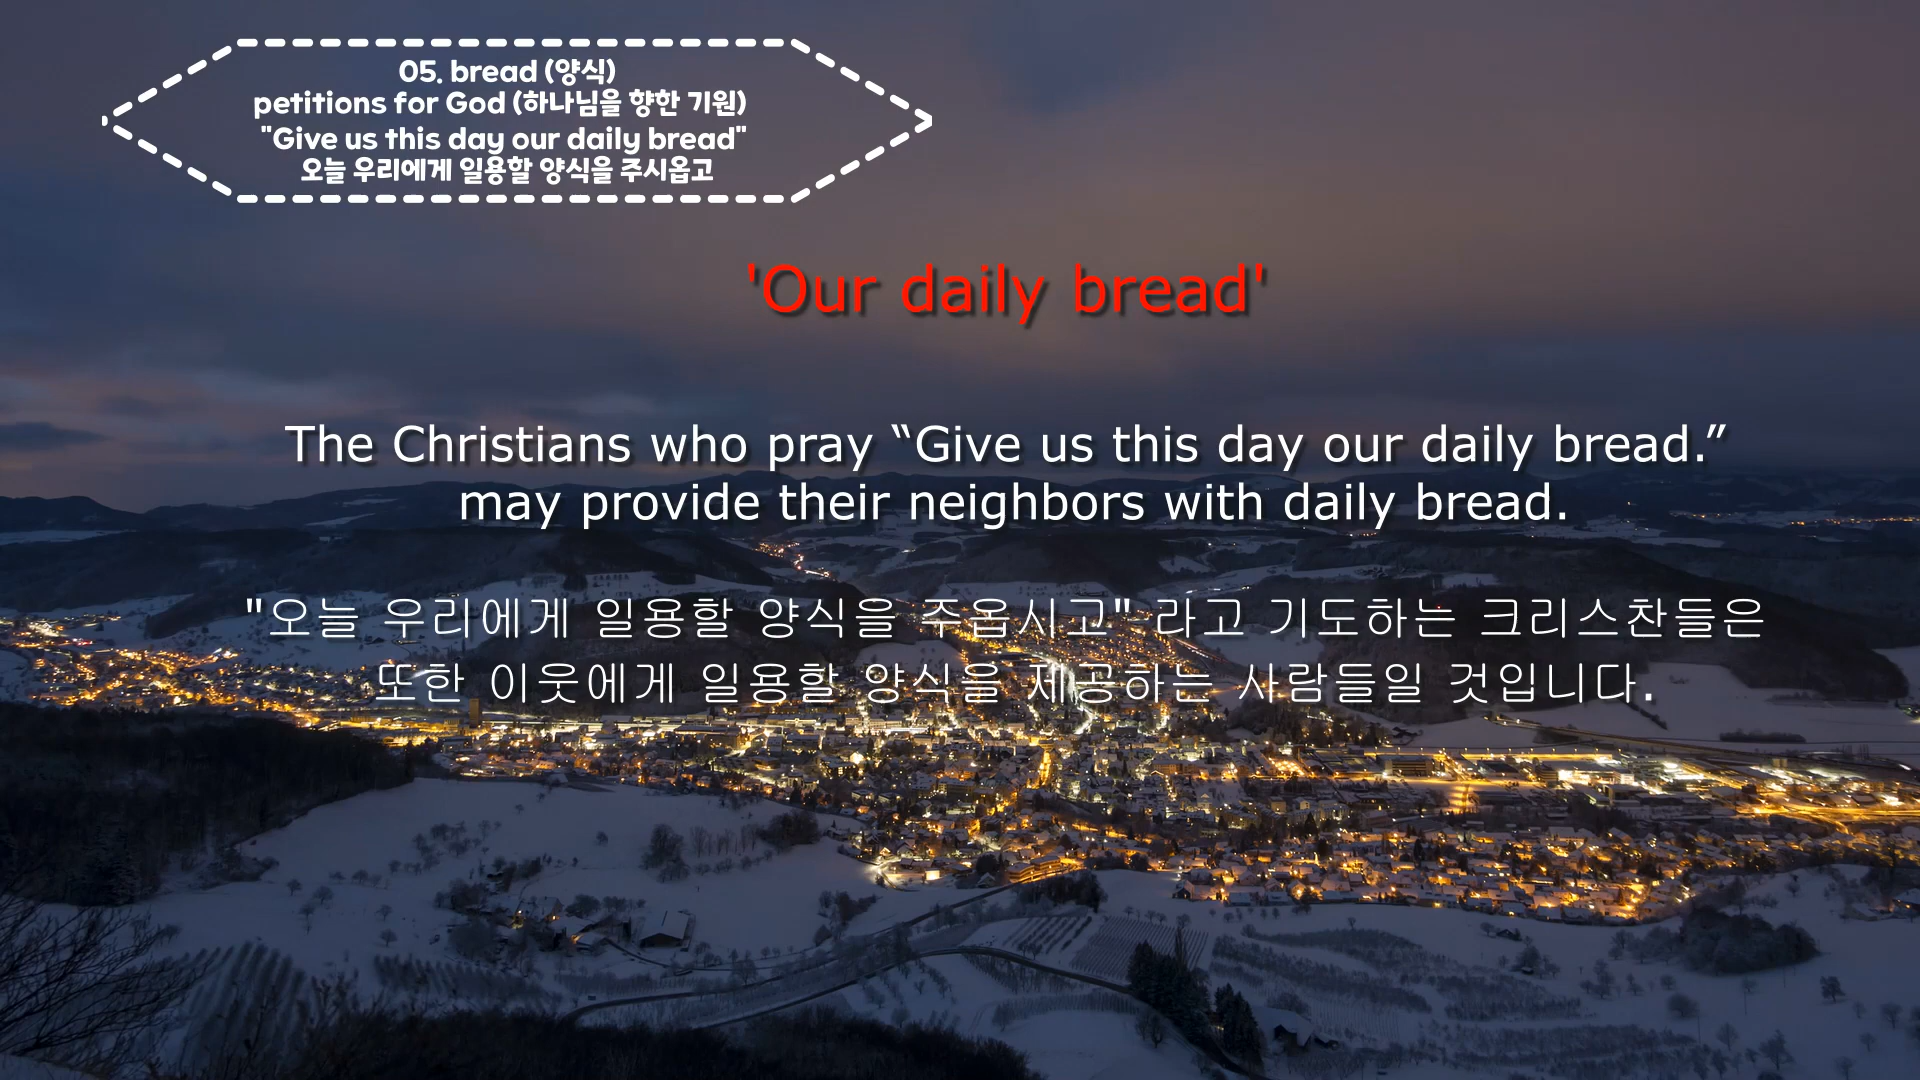 05. bread (양식)
petitions for God (하나님을 향한 기원)
"Give us this day our daily bread"
오늘 우리에게 일용할 양식을 주시옵고
'Our daily bread'
The Christians who pray “Give us this day our daily bread.”
may provide their neighbors with daily bread.
"오늘 우리에게 일용할 양식을 주옵시고" 라고 기도하는 크리스찬들은
또한 이웃에게 일용할 양식을 제공하는 사람들일 것입니다.